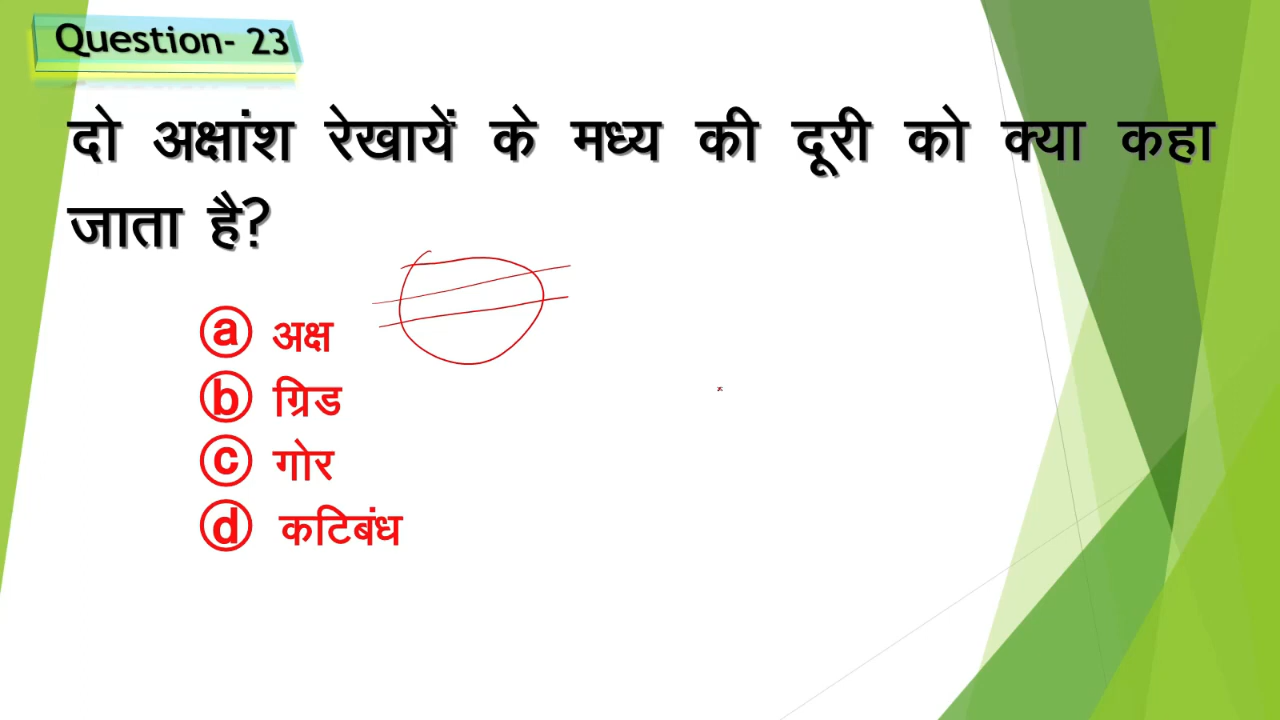 Question- 23
दो अक्षांश रेखायें के मध्य की दूरी को क्या कहा
जाता है?
ⓐ अक्ष
ⓑ ग्रिड
ⓒ गोर
ⓓ कटिबंध